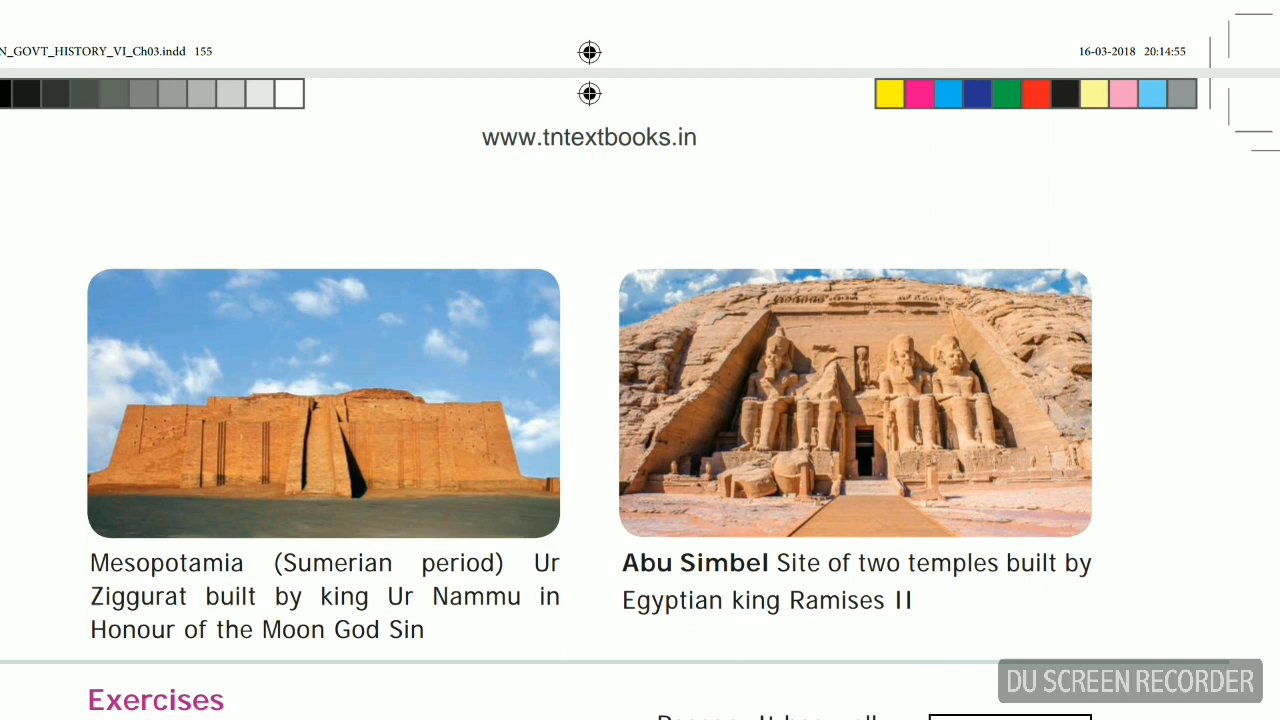 N_GOVT_HISTORY_VI_Ch03.indd 155
16-03-2018 20:14:55
www.tntextbooks.in
Mesopotamia (Sumerian period) Ur
Ziggurat built by king Ur Nammu in
Honour of the Moon God Sin
Abu Simbel Site of two temples built by
Egyptian king Ramises II
Exercises
DU SCREEN RECORDER